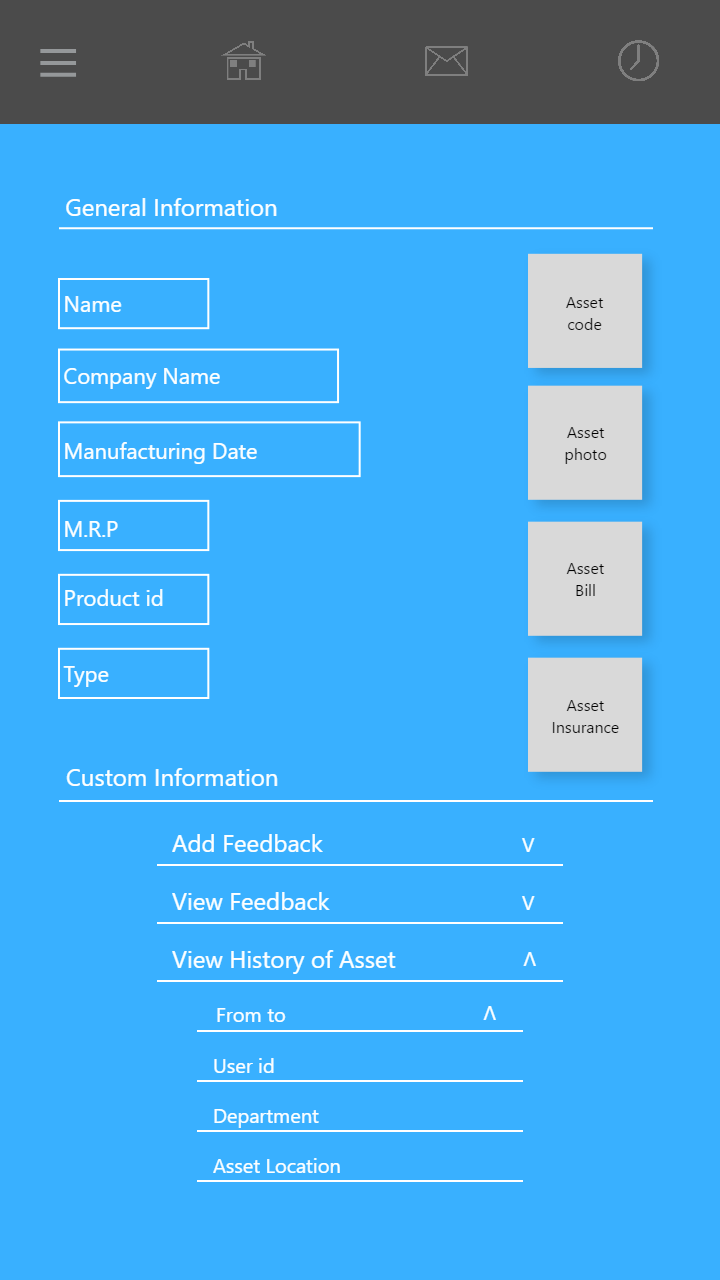 General Information
Name
Asset
code
Company Name
Asset
photo
Manufacturing Date
M.R.P
Asset
Bill
Product id
Type
Asset
Insurance
Custom Information
Add Feedback v
View Feedback v
View History of Asset ʌ
From to ʌ
User id
Department
Asset Location